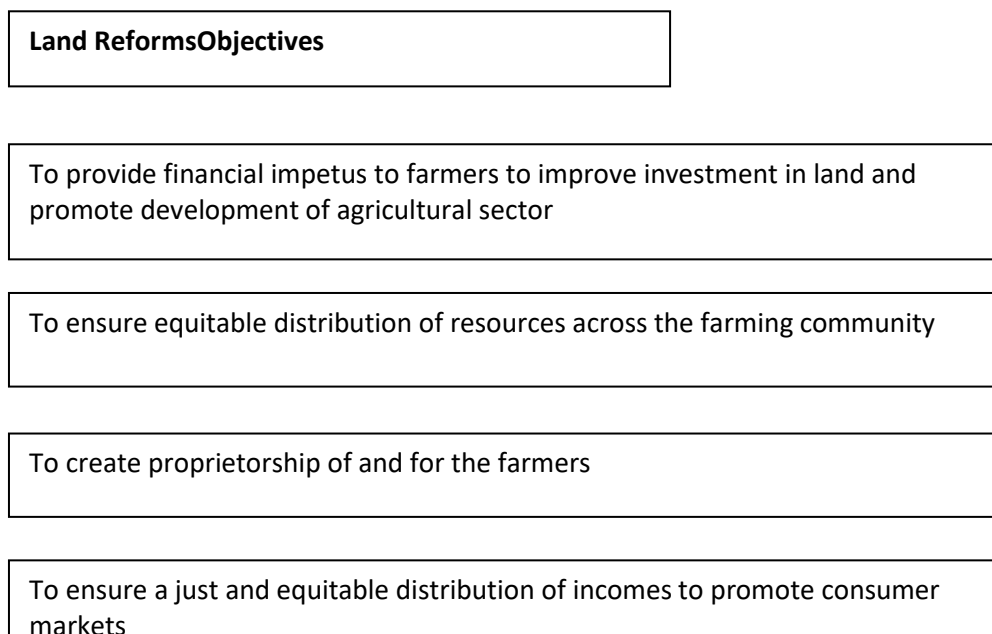 Land ReformsObjectives
To provide financial impetus to farmers to improve investment in land and
promote development of agricultural sector
To ensure equitable distribution of resources across the farming community
To create proprietorship of and for the farmers
To ensure a just and equitable distribution of incomes to promote consumer
markets